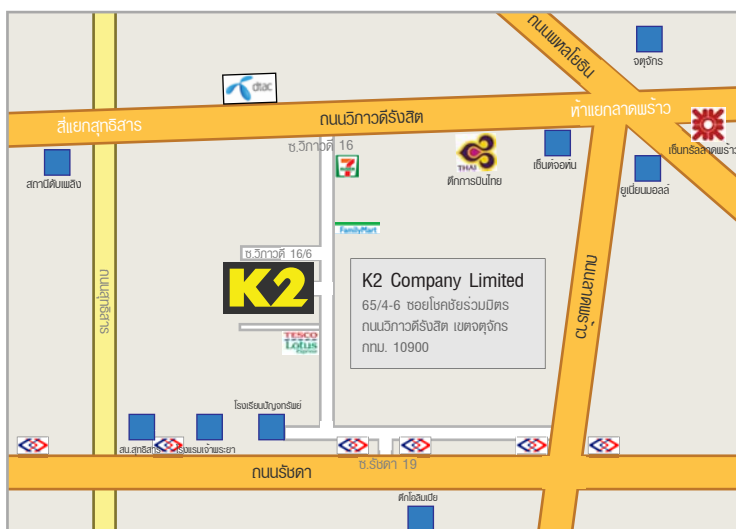 ถนนพหลโยธิน
จตุจักร
dtac
สี่แยกสุทธิสาร
ถนนวิภาวดีรังสิต
ห้าแยกลาดพร้าว
ซ.วิภาวดี 16
7
THAI
ตึกการบินไทย
เซ็นต์จอห์น
เซ็นทรัลลาดพร้าว
สถานีดับเพลิง
ยูเนี่ยนมอลล์
FamilyMart
ซ.วิภาวดี 16/6
ถนนสุทธิสาร
K2
K2 Company Limited
65/4-6 ซอยโชคชัยร่วมมิตร
ถนนวิภาวดีรังสิต เขตจตุจักร
กทม. 10900
ถนนลาดพร้าว
TESCO
Lotus
Express
โรงเรียนปัญจทรัพย์
สน.สุทธิสาร
โรงแรมเจ้าพระยา
ถนนรัชดา
ซ.รัชดา 19
ตึกโอลิมเปีย